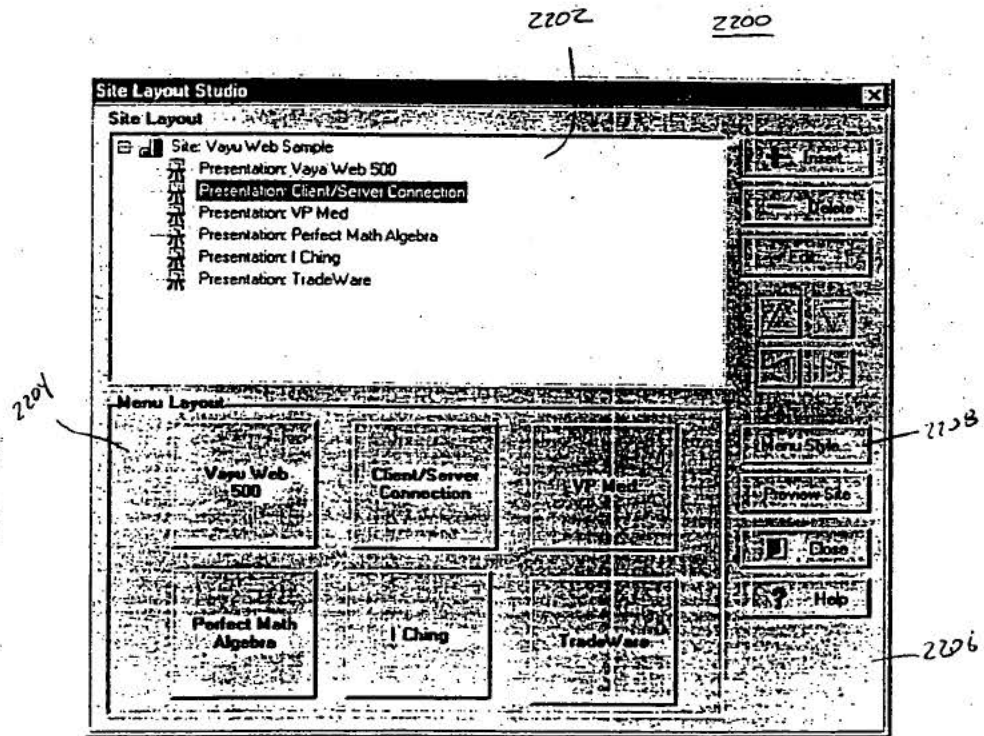 2202
2200
Site Layout Studio
Site Layout
Site: Vayu Web Sample
Presentation: Vaya Web 500
Presentation: Client/Server Connection
Presentation: VP Med
Presentation: Perfect Math Algebra
Presentation: I Ching
Presentation: TradeWare
Insert
Delete
Edit
2204
Menu Layout
Vayu Web
500
Client/Server
Connection
VP Med
Perfect Math
Algebra
I Ching
TradeWare
Menu Style...
2208
Preview Site
Close
Help
2206